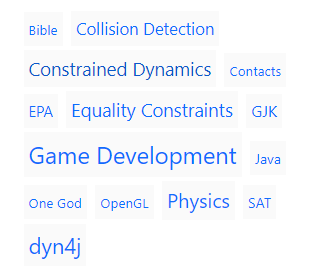 Bible Collision Detection
Constrained Dynamics Contacts
EPA Equality Constraints GJK
Game Development Java
One God OpenGL Physics SAT
dyn4j